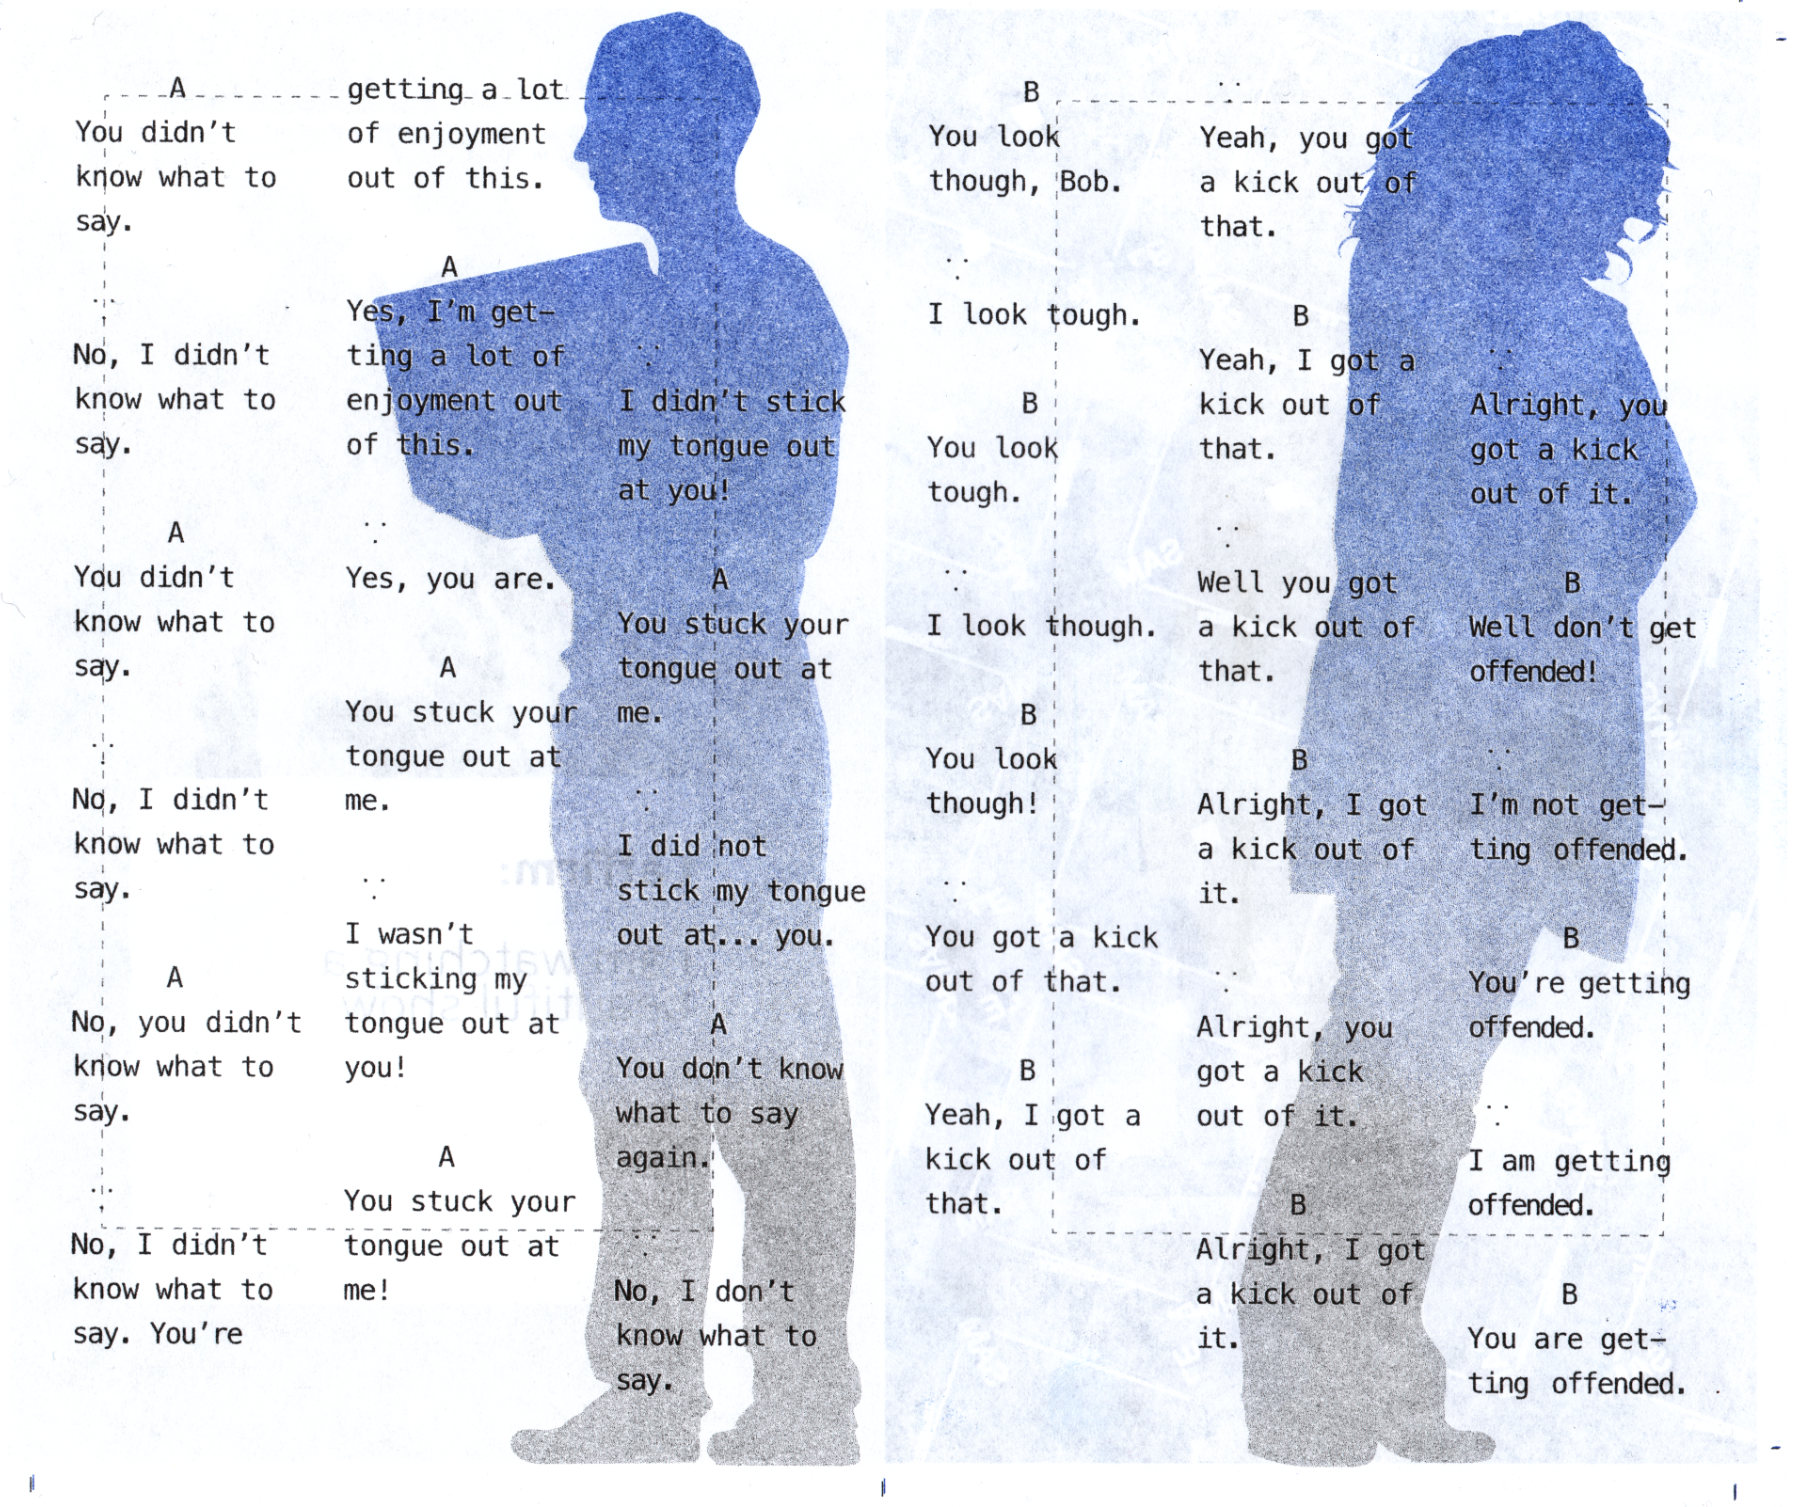 A
You didn't
know what to
say.
No, I didn't
know what to
say.
A
You didn't
know what to
say.
No, I didn't
know what to
say.
A
No, you didn't
know what to
say.
No, I didn't
know what to
say. You're
getting a lot
of enjoyment
out of this.
A
Yes, I'm get–
ting a lot of
enjoyment out
of this.
Yes, you are.
A
You stuck your
tongue out at
me.
I wasn't
sticking my
tongue out at
you!
A
You stuck your
tongue out at
me!
I didn't stick
my tongue out
at you!
A
You stuck your
tongue out at
me.
I did not
stick my tongue
out at... you.
A
You don't know
what to say
again.
No, I don't
know what to
say.
B
You look
though, Bob.
I look tough.
B
You look
tough.
I look though.
B
You look
though!
You got a kick
out of that.
B
Yeah, I got a
kick out of
that.
Yeah, you got
a kick out of
that.
B
Yeah, I got a
kick out of
that.
Well you got
a kick out of
that.
B
Alright, I got
a kick out of
it.
Alright, you
got a kick
out of it.
B
Alright, I got
a kick out of
it.
Alright, you
got a kick
out of it.
B
Well don't get
offended!
I'm not get–
ting offended.
B
You're getting
offended.
I am getting
offended.
B
You are get–
ting offended.